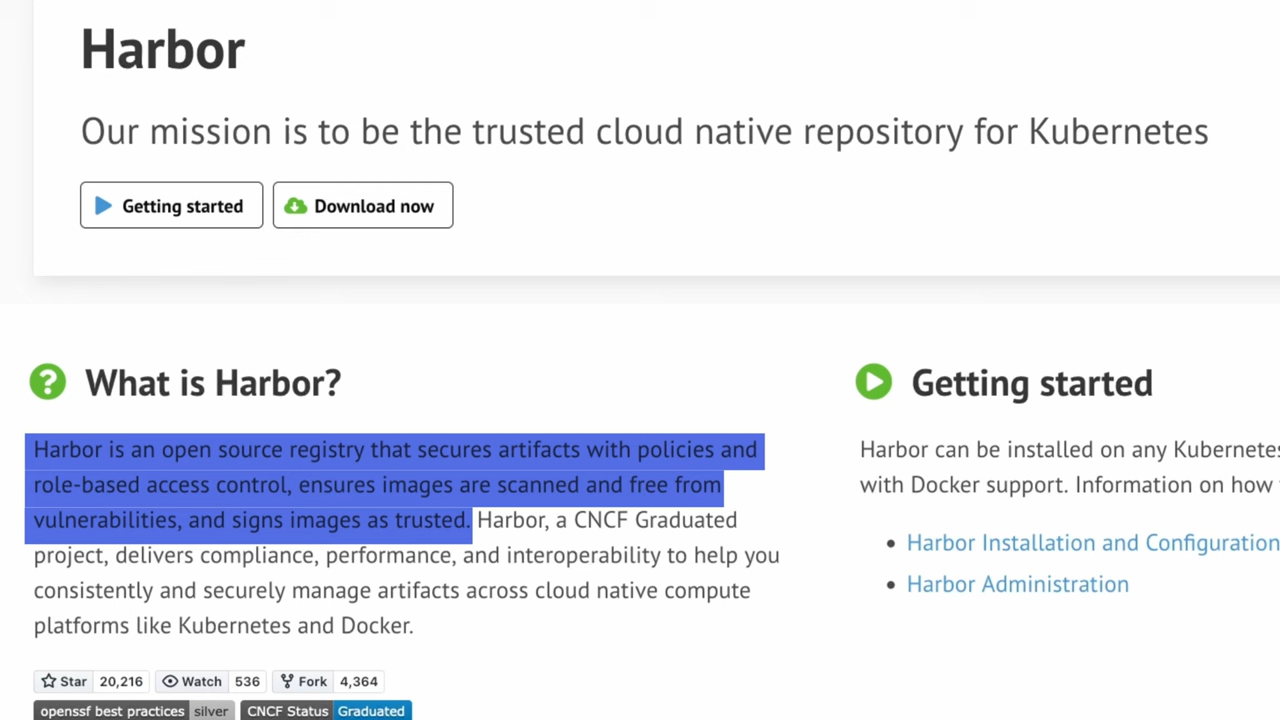 Harbor
Our mission is to be the trusted cloud native repository for Kubernetes
Getting started
Download now
What is Harbor?
Harbor is an open source registry that secures artifacts with policies and
role-based access control, ensures images are scanned and free from
vulnerabilities, and signs images as trusted. Harbor, a CNCF Graduated
project, delivers compliance, performance, and interoperability to help you
consistently and securely manage artifacts across cloud native compute
platforms like Kubernetes and Docker.
Star 20,216 Watch 536 Fork 4,364
openssf best practices silver CNCF Status Graduated
Getting started
Harbor can be installed on any Kubernetes
with Docker support. Information on how
• Harbor Installation and Configuration
• Harbor Administration